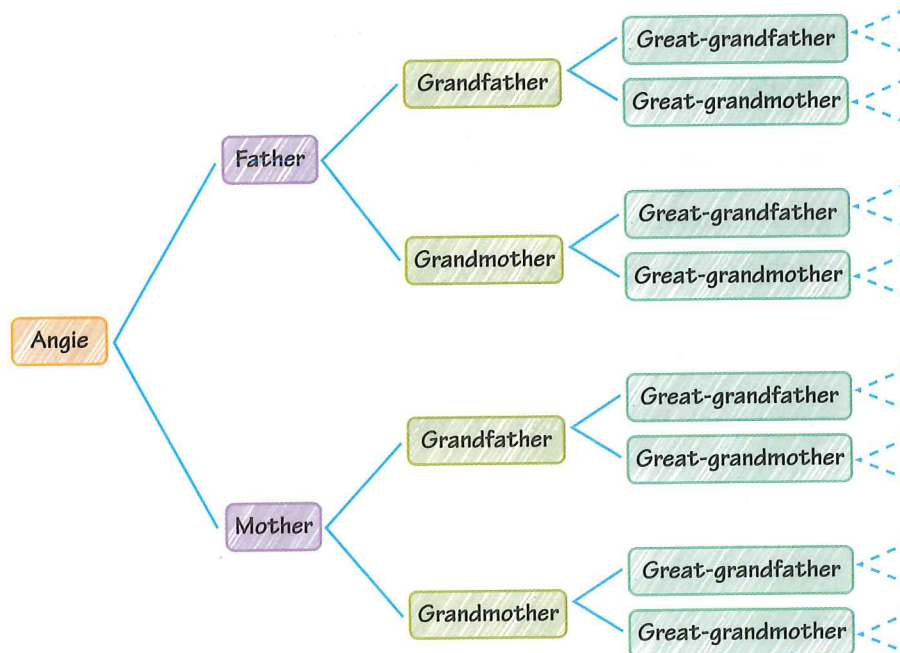 Great-grandfather
Grandfather
Great-grandmother
Father
Great-grandfather
Grandmother
Great-grandmother
Angie
Great-grandfather
Grandfather
Great-grandmother
Mother
Great-grandfather
Grandmother
Great-grandmother